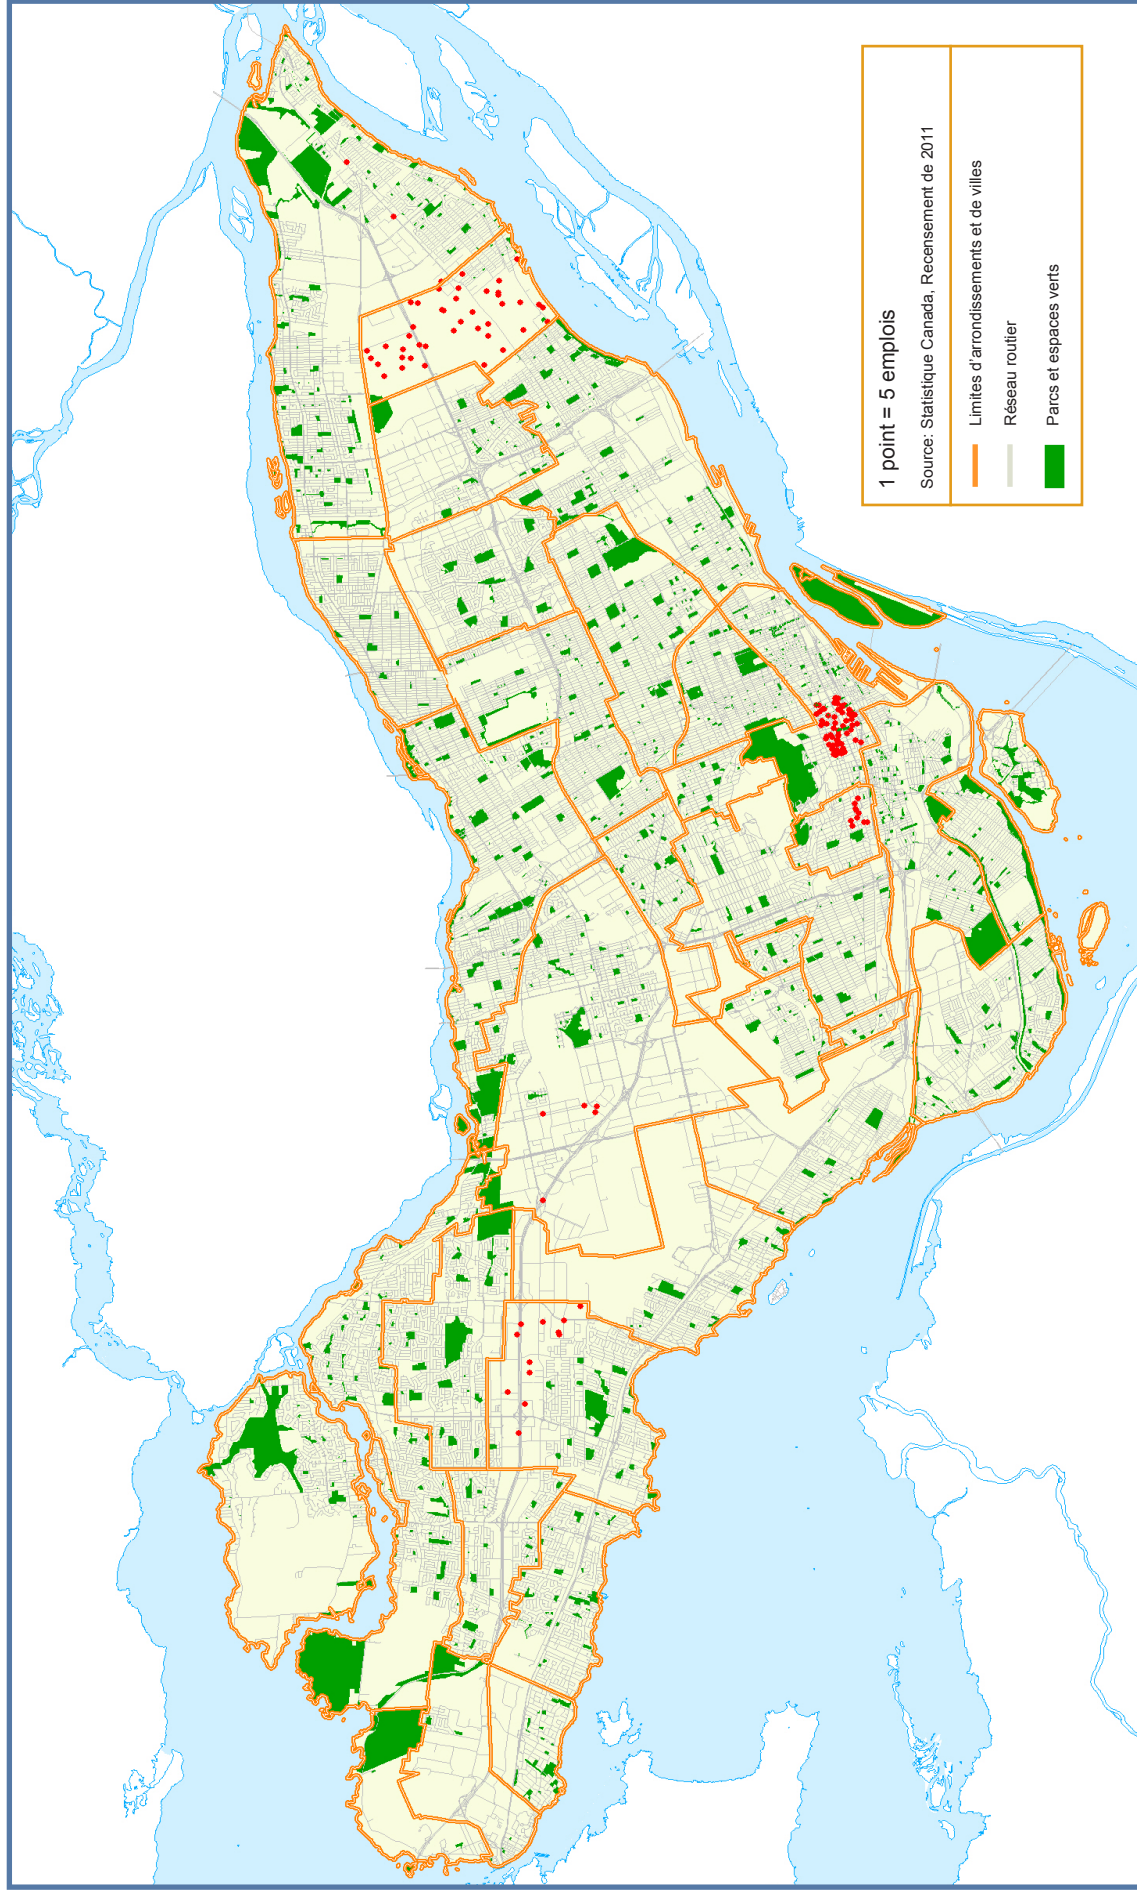 1 point = 5 emplois
Source: Statistique Canada, Recensement de 2011
Limites d'arrondissements et de villes
Réseau routier
Parcs et espaces verts